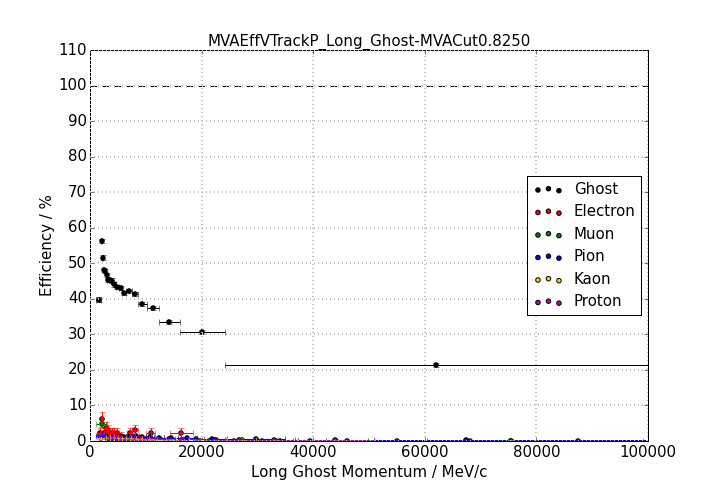 MVAEffVTrackP_Long_Ghost-MVACut0.8250
110
100
90
80
70
60
50
40
30
20
10
0
Efficiency / %
Ghost
Electron
Muon
Pion
Kaon
Proton
0 20000 40000 60000 80000 100000
Long Ghost Momentum / MeV/c